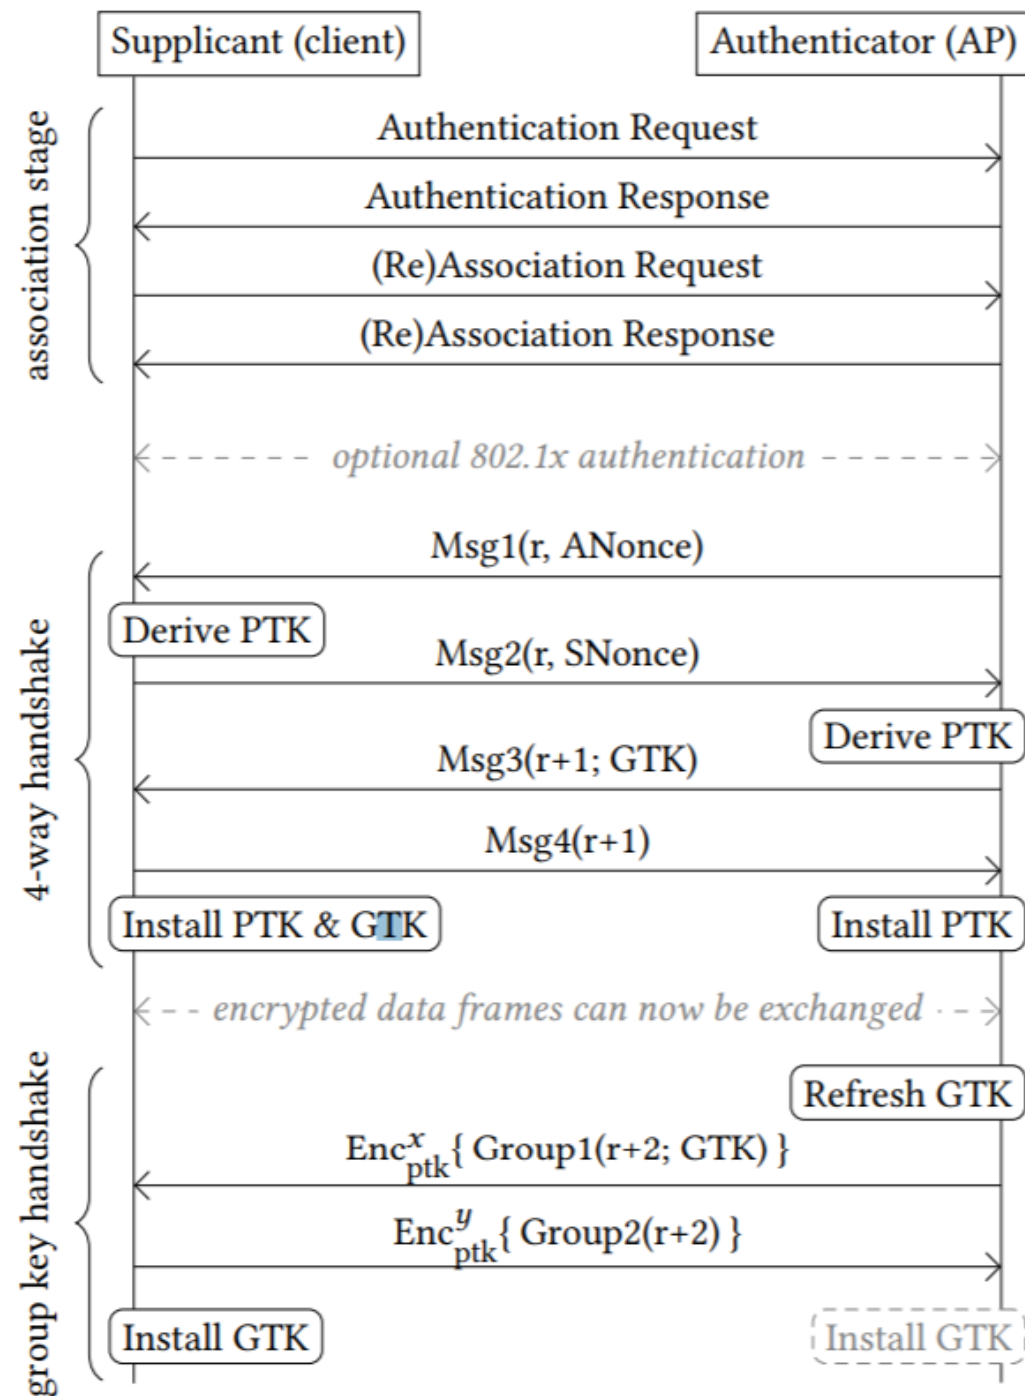 Supplicant (client)
Authenticator (AP)
association stage
Authentication Request
Authentication Response
(Re)Association Request
(Re)Association Response
optional 802.1x authentication
4-way handshake
Msg1(r, ANonce)
Derive PTK
Msg2(r, SNonce)
Derive PTK
Msg3(r+1; GTK)
Msg4(r+1)
Install PTK & GTK
Install PTK
encrypted data frames can now be exchanged
group key handshake
Refresh GTK
Enc^x_ptk{ Group1(r+2; GTK) }
Enc^y_ptk{ Group2(r+2) }
Install GTK
Install GTK